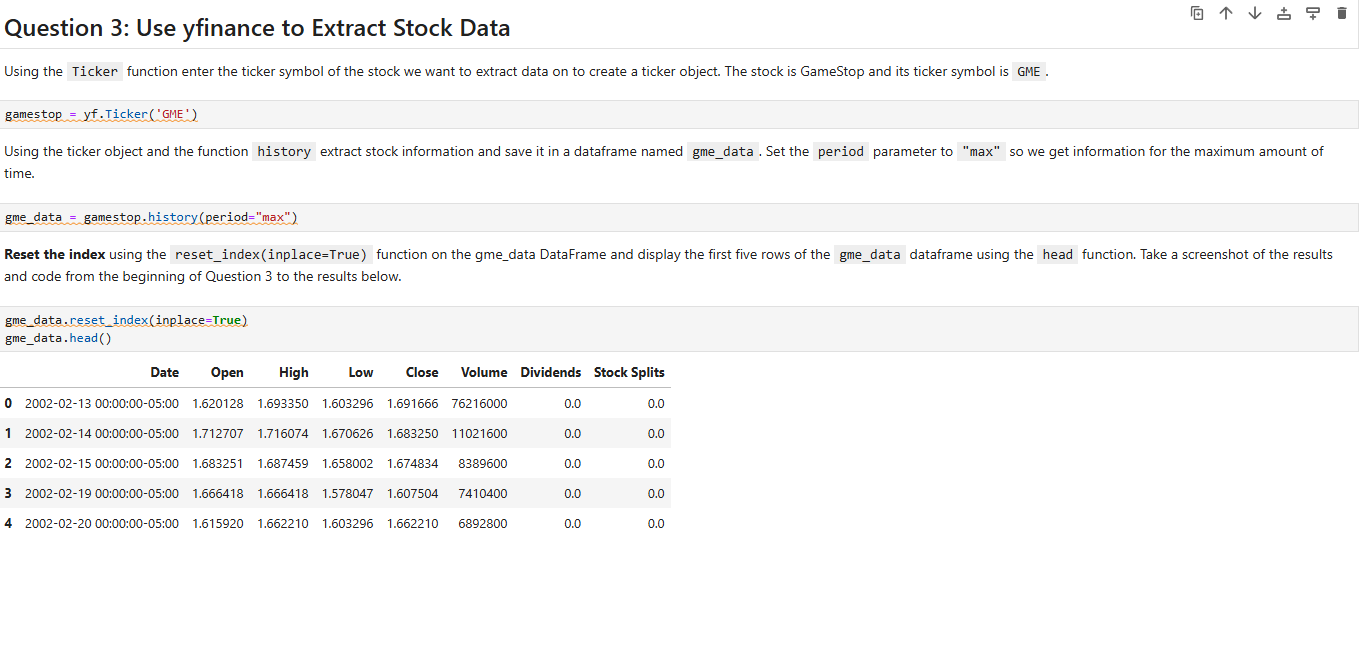 Question 3: Use yfinance to Extract Stock Data
Using the Ticker function enter the ticker symbol of the stock we want to extract data on to create a ticker object. The stock is GameStop and its ticker symbol is GME.
gamestop = yf.Ticker('GME')
Using the ticker object and the function history extract stock information and save it in a dataframe named gme_data. Set the period parameter to "max" so we get information for the maximum amount of
time.
gme_data = gamestop.history(period="max")
Reset the index using the reset_index(inplace=True) function on the gme_data DataFrame and display the first five rows of the gme_data dataframe using the head function. Take a screenshot of the results
and code from the beginning of Question 3 to the results below.
gme_data.reset_index(inplace=True)
gme_data.head()
Date Open High Low Close Volume Dividends Stock Splits
0 2002-02-13 00:00:00-05:00 1.620128 1.693350 1.603296 1.691666 76216000 0.0 0.0
1 2002-02-14 00:00:00-05:00 1.712707 1.716074 1.670626 1.683250 11021600 0.0 0.0
2 2002-02-15 00:00:00-05:00 1.683251 1.687459 1.658002 1.674834 8389600 0.0 0.0
3 2002-02-19 00:00:00-05:00 1.666418 1.666418 1.578047 1.607504 7410400 0.0 0.0
4 2002-02-20 00:00:00-05:00 1.615920 1.662210 1.603296 1.662210 6892800 0.0 0.0